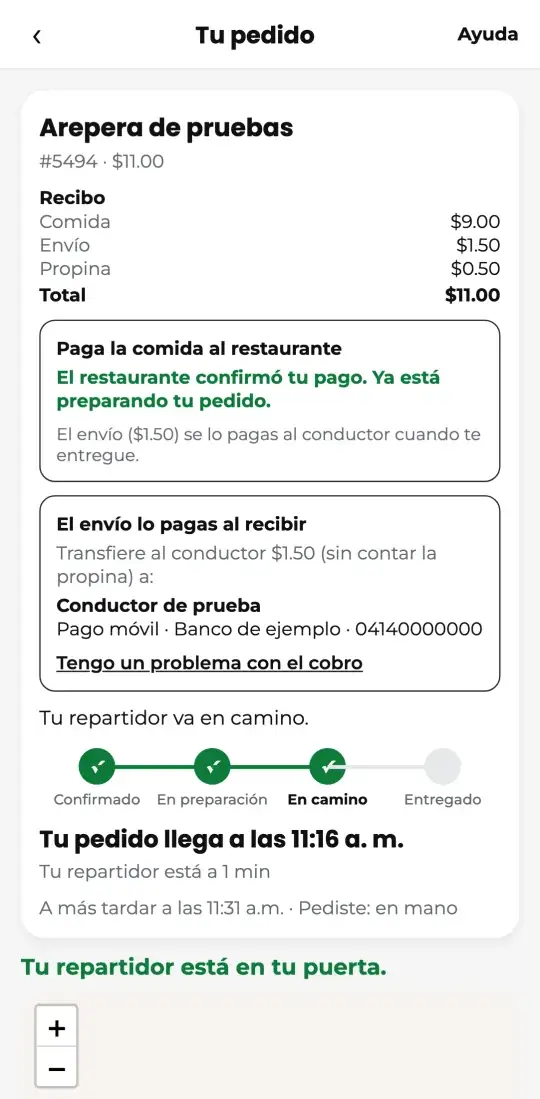 ‹ Tu pedido Ayuda
Arepera de pruebas
#5494 · $11.00
Recibo
Comida $9.00
Envío $1.50
Propina $0.50
Total $11.00
Paga la comida al restaurante
El restaurante confirmó tu pago. Ya está
preparando tu pedido.
El envío ($1.50) se lo pagas al conductor cuando te
entregue.
El envío lo pagas al recibir
Transfiere al conductor $1.50 (sin contar la
propina) a:
Conductor de prueba
Pago móvil · Banco de ejemplo · 04140000000
Tengo un problema con el cobro
Tu repartidor va en camino.
Confirmado En preparación En camino Entregado
Tu pedido llega a las 11:16 a. m.
Tu repartidor está a 1 min
A más tardar a las 11:31 a.m. · Pediste: en mano
Tu repartidor está en tu puerta.
+
−